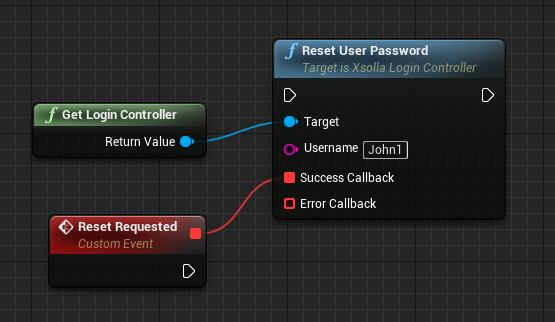 Reset User Password
Target is Xsolla Login Controller
Get Login Controller
Return Value
Target
Username John1
Success Callback
Error Callback
Reset Requested
Custom Event